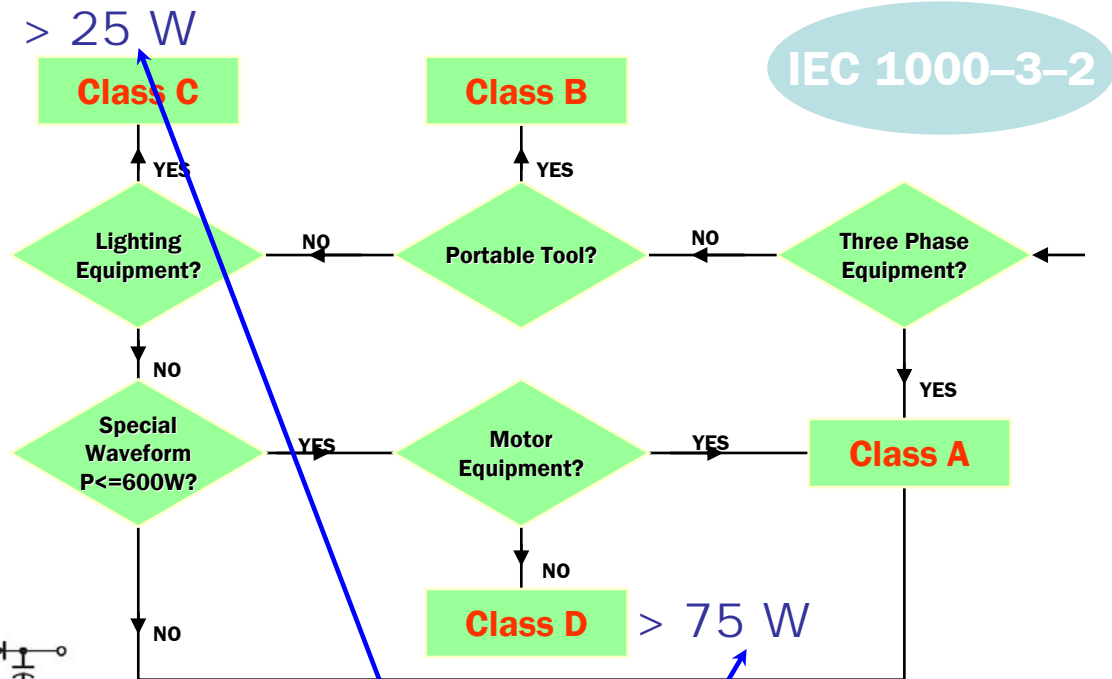 > 25 W
IEC 1000–3–2
Class C
Class B
YES
YES
Lighting
Equipment?
NO
Portable Tool?
NO
Three Phase
Equipment?
NO
YES
Special
Waveform
P<=600W?
YES
Motor
Equipment?
YES
Class A
NO
Class D
> 75 W
NO